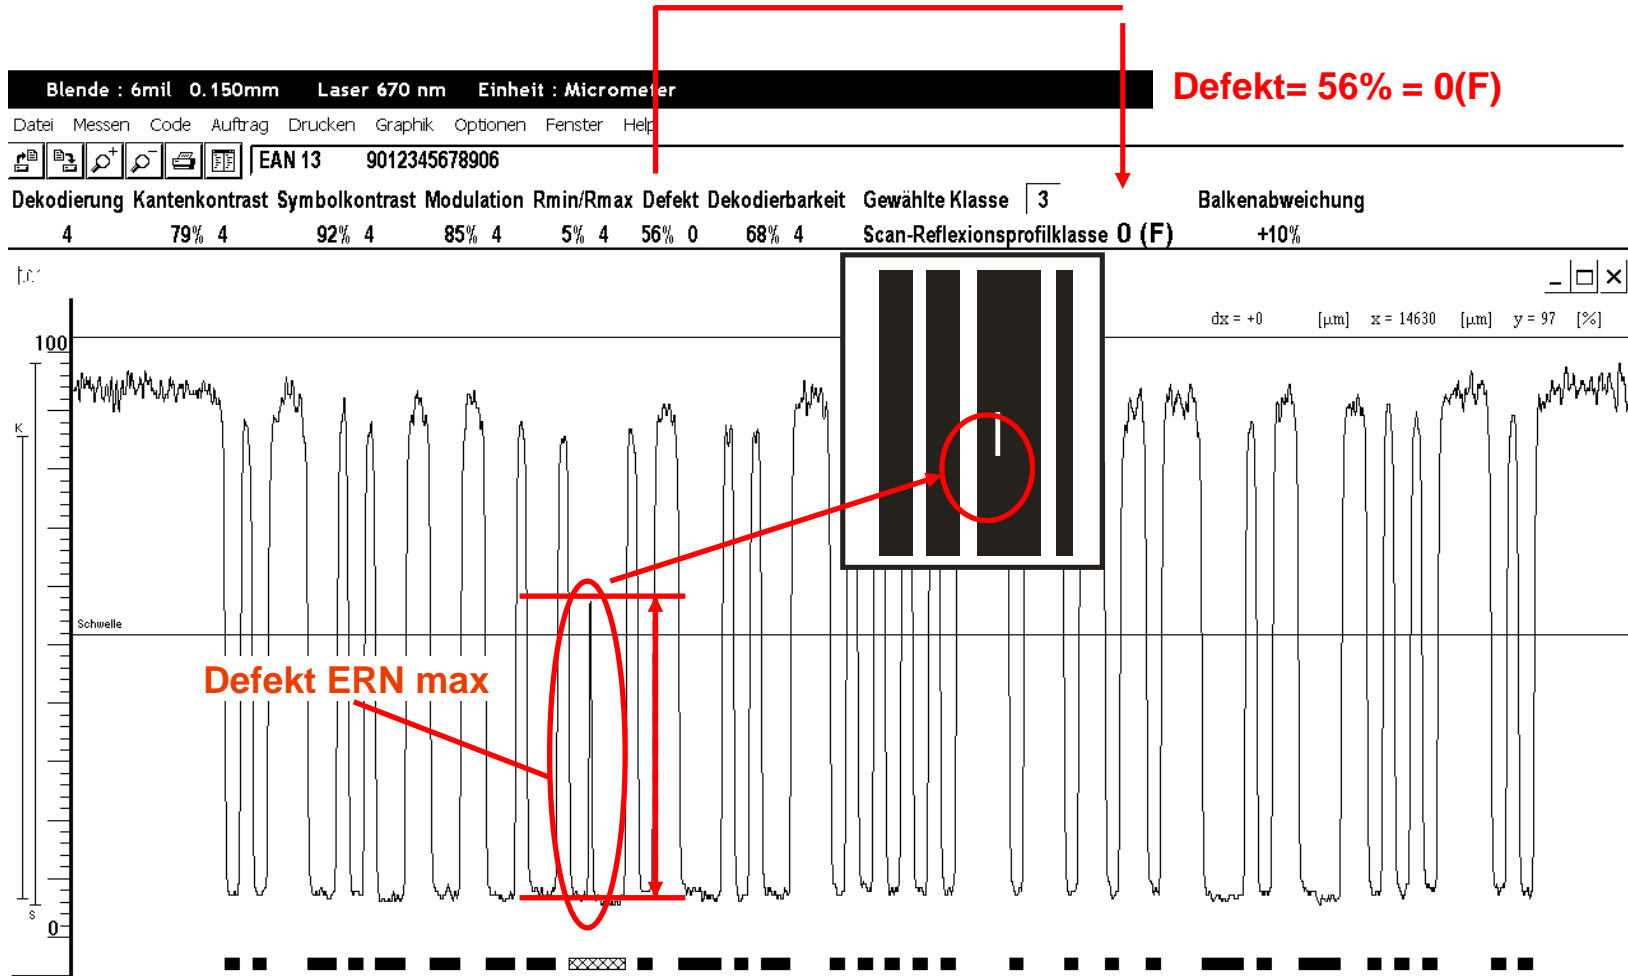 Blende : 6mil 0.150mm Laser 670 nm Einheit : Micrometer
Defekt= 56% = 0(F)
Datei Messen Code Auftrag Drucken Graphik Optionen Fenster Help
EAN 13 9012345678906
Dekodierung Kantenkontrast Symbolkontrast Modulation Rmin/Rmax Defekt Dekodierbarkeit Gewählte Klasse 3 Balkenabweichung
4 79% 4 92% 4 85% 4 5% 4 56% 0 68% 4 Scan-Reflexionsprofilklasse 0 (F) +10%
dx = +0 [µm] x = 14630 [µm] y = 97 [%]
100
K
Schwelle
Defekt ERN max
S
0